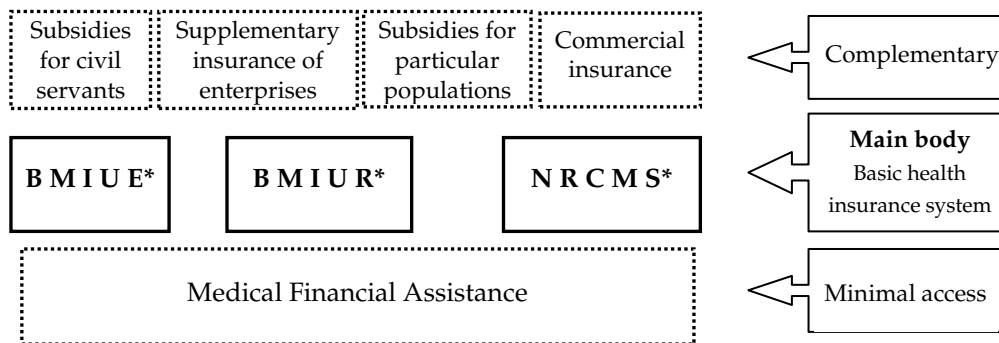 Subsidies
for civil
servants
Supplementary
insurance of
enterprises
Subsidies for
particular
populations
Commercial
insurance
Complementary
B M I U E*
B M I U R*
N R C M S*
Main body
Basic health
insurance system
Medical Financial Assistance
Minimal access